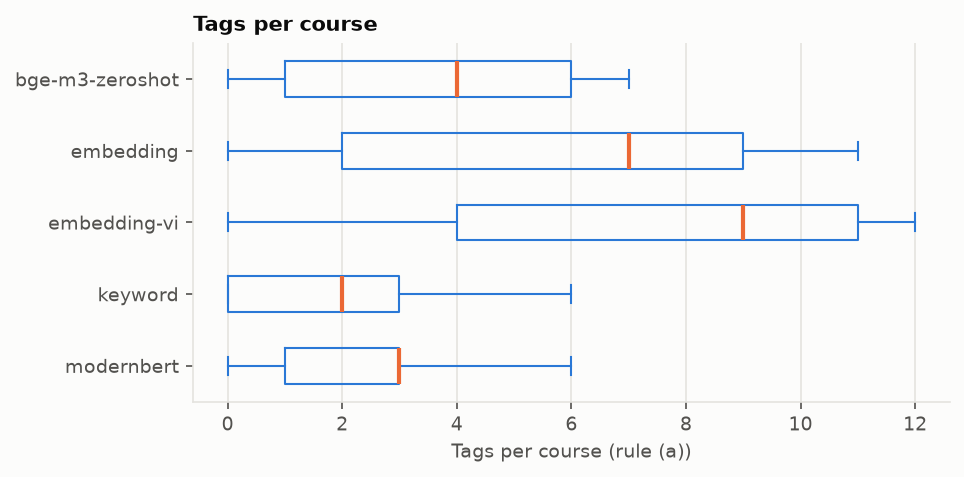 Tags per course
bge-m3-zeroshot
embedding
embedding-vi
keyword
modernbert
0 2 4 6 8 10 12
Tags per course (rule (a))